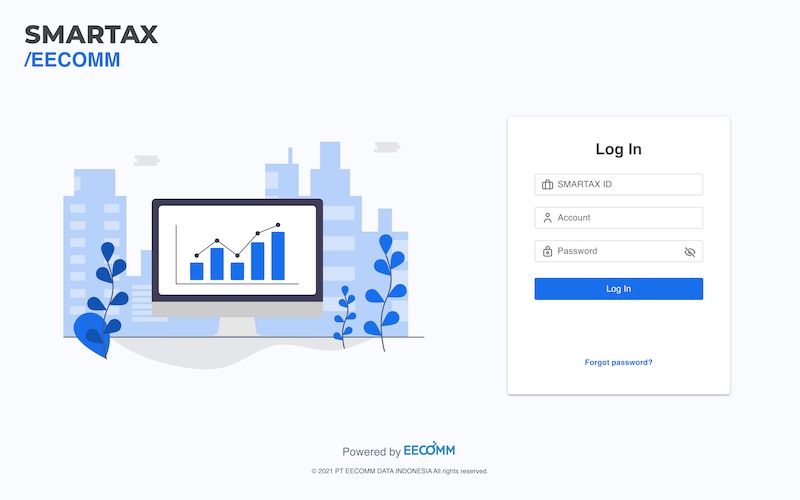 SMARTAX
/EECOMM
Log In
SMARTAX ID
Account
Password
Log In
Forgot password?
Powered by EECOMM
© 2021 PT EECOMM DATA INDONESIA All rights reserved.